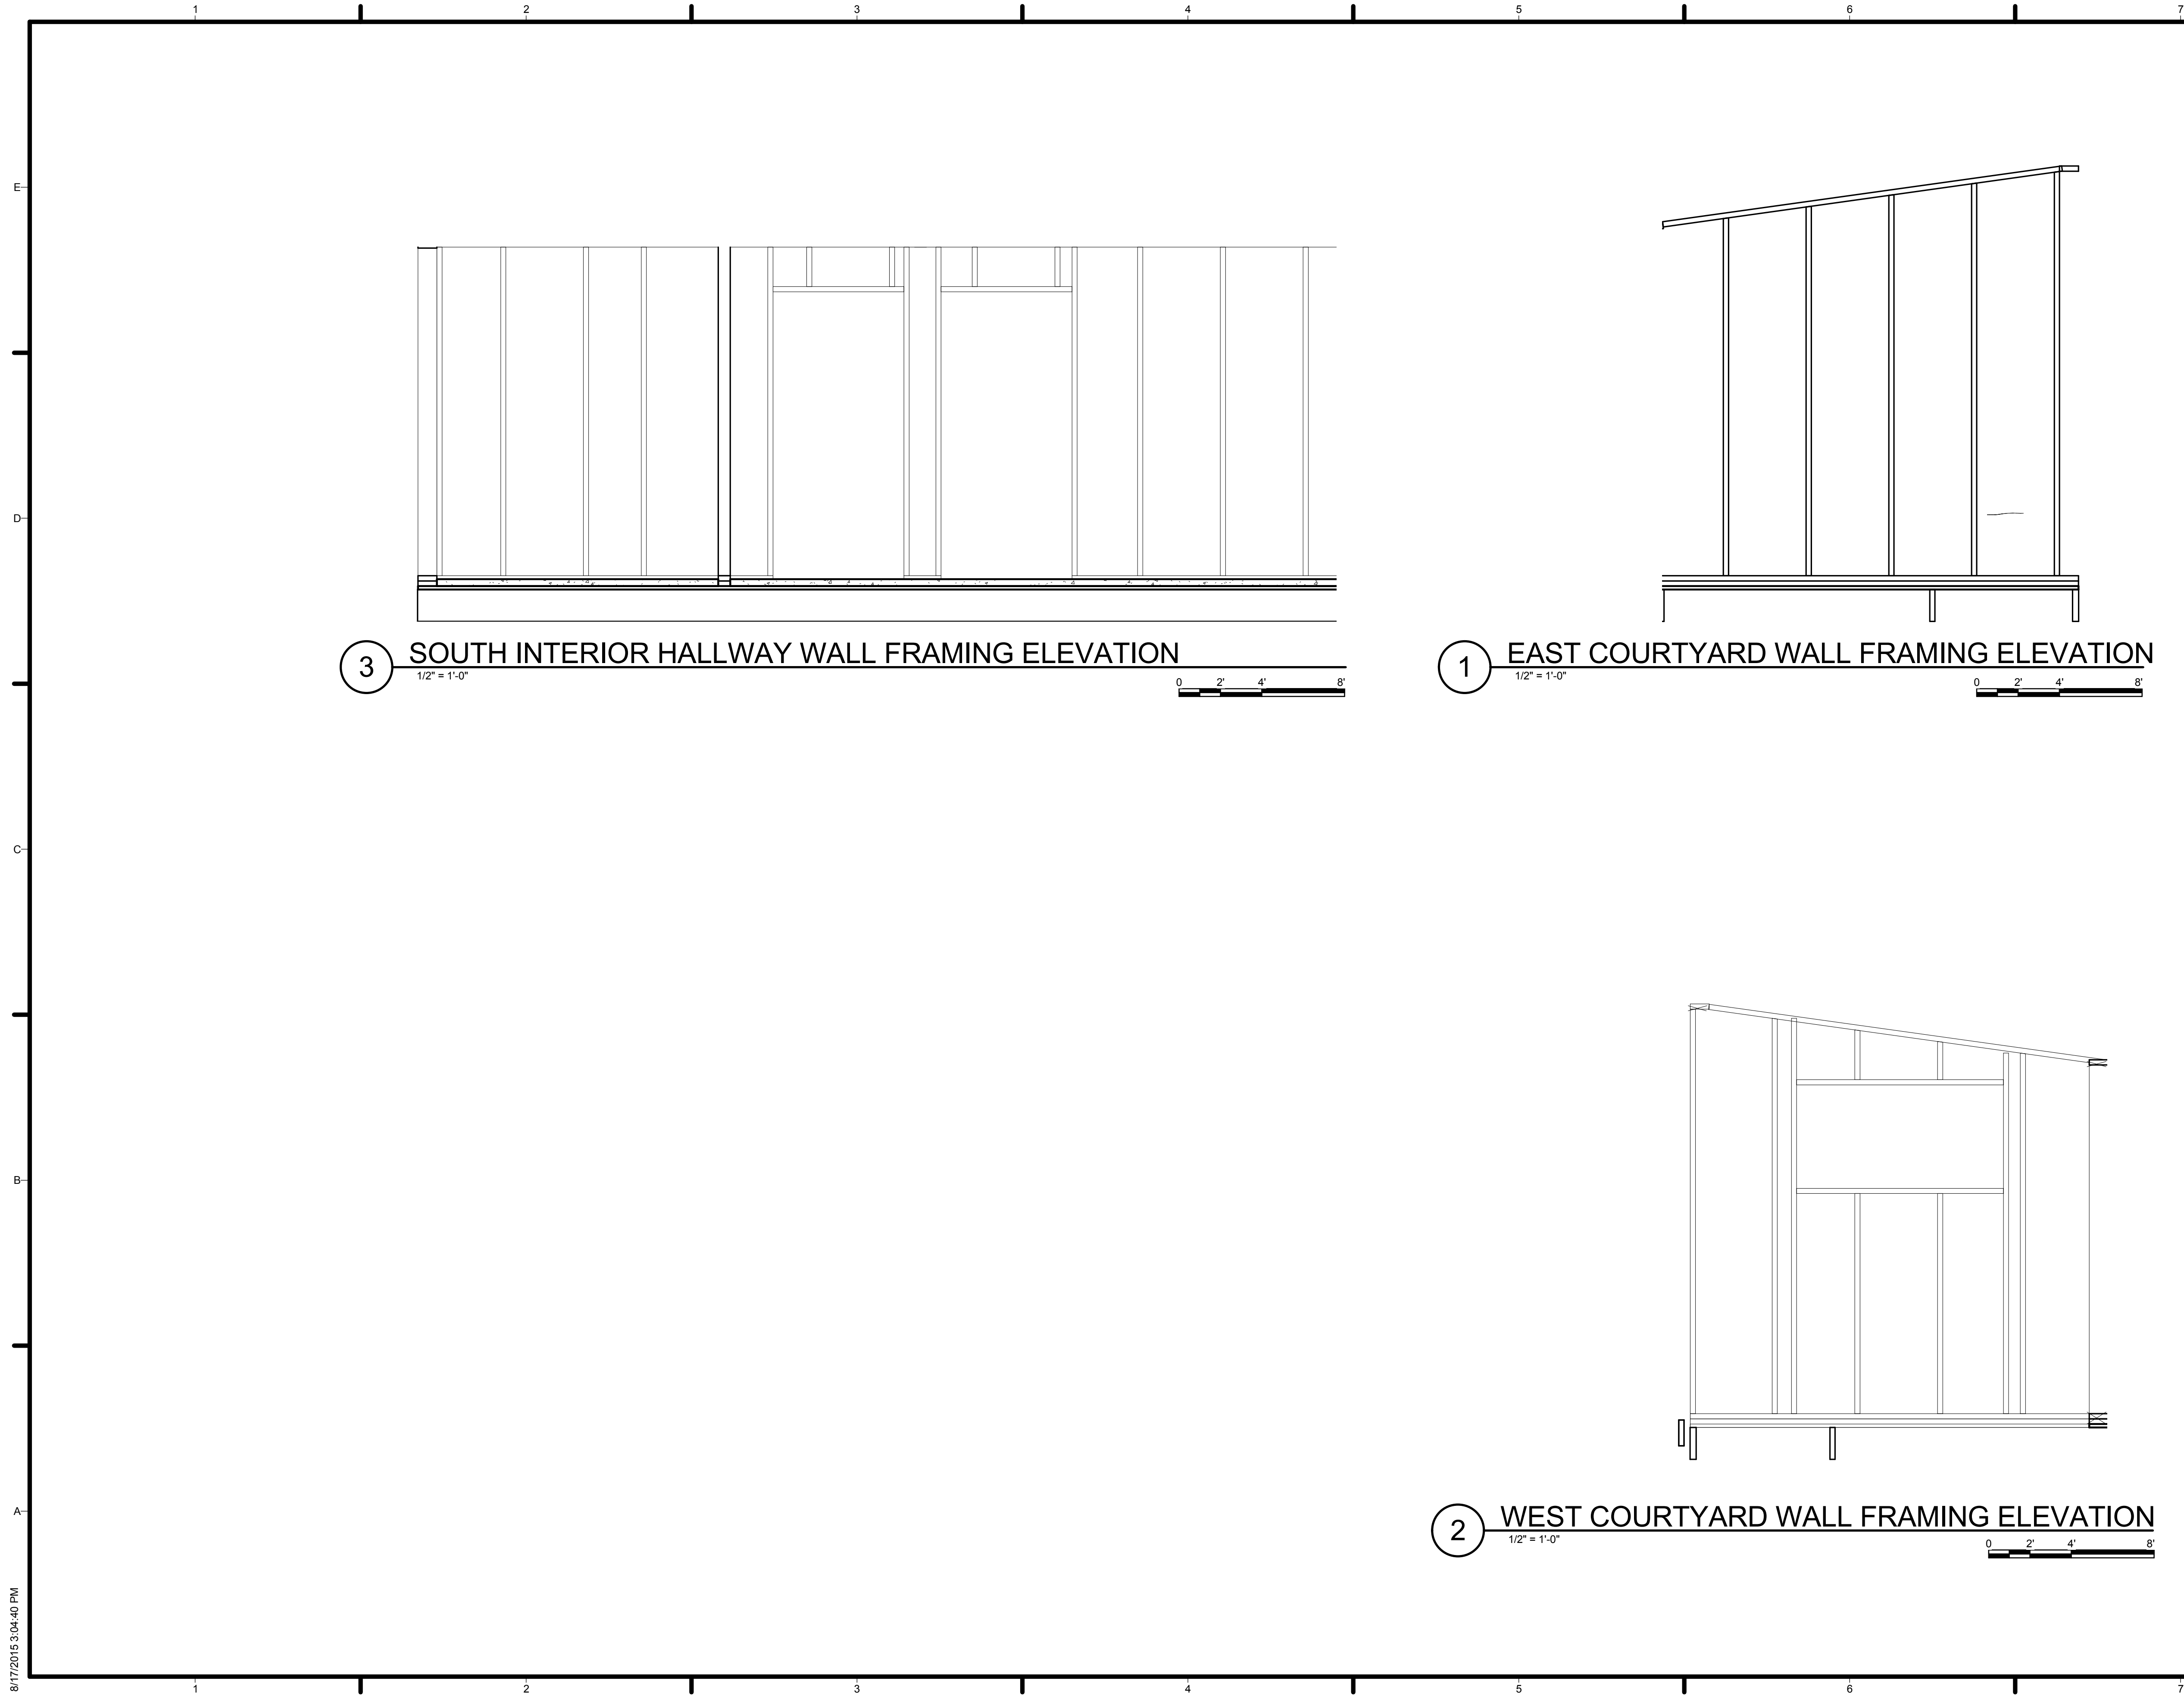 1 2 3 4 5 6 7
E
D
C
B
A
3 SOUTH INTERIOR HALLWAY WALL FRAMING ELEVATION
1/2" = 1'-0"
0 2' 4' 8'
1 EAST COURTYARD WALL FRAMING ELEVATION
1/2" = 1'-0"
0 2' 4' 8'
2 WEST COURTYARD WALL FRAMING ELEVATION
1/2" = 1'-0"
0 2' 4' 8'
8/17/2015 3:04:40 PM
1 2 3 4 5 6 7